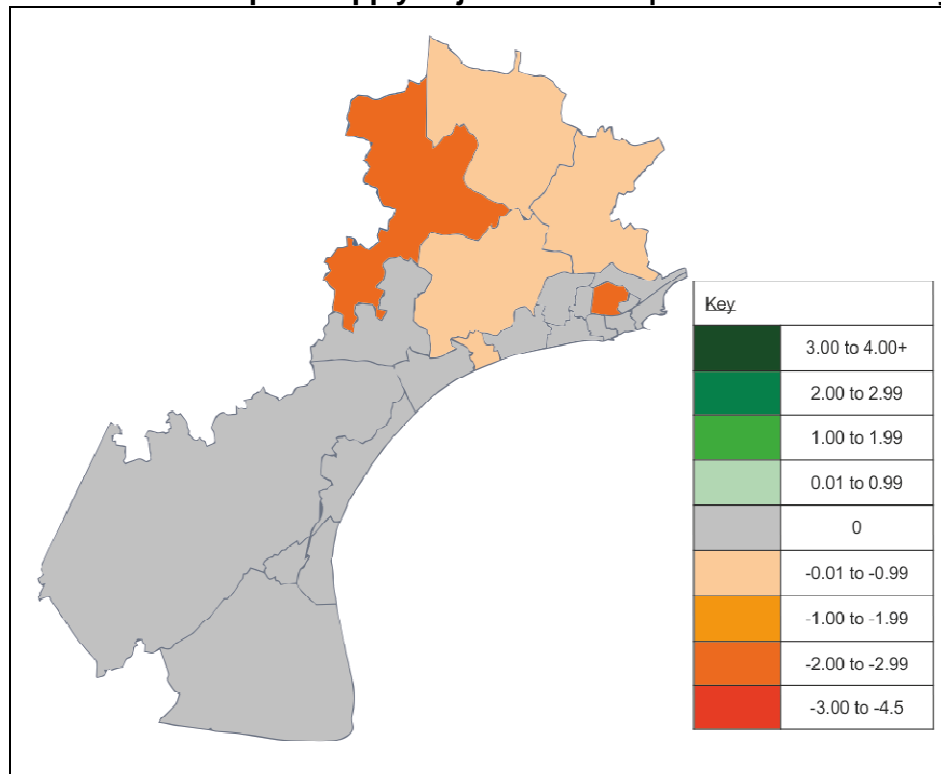 Key
3.00 to 4.00+
2.00 to 2.99
1.00 to 1.99
0.01 to 0.99
0
-0.01 to -0.99
-1.00 to -1.99
-2.00 to -2.99
-3.00 to -4.5